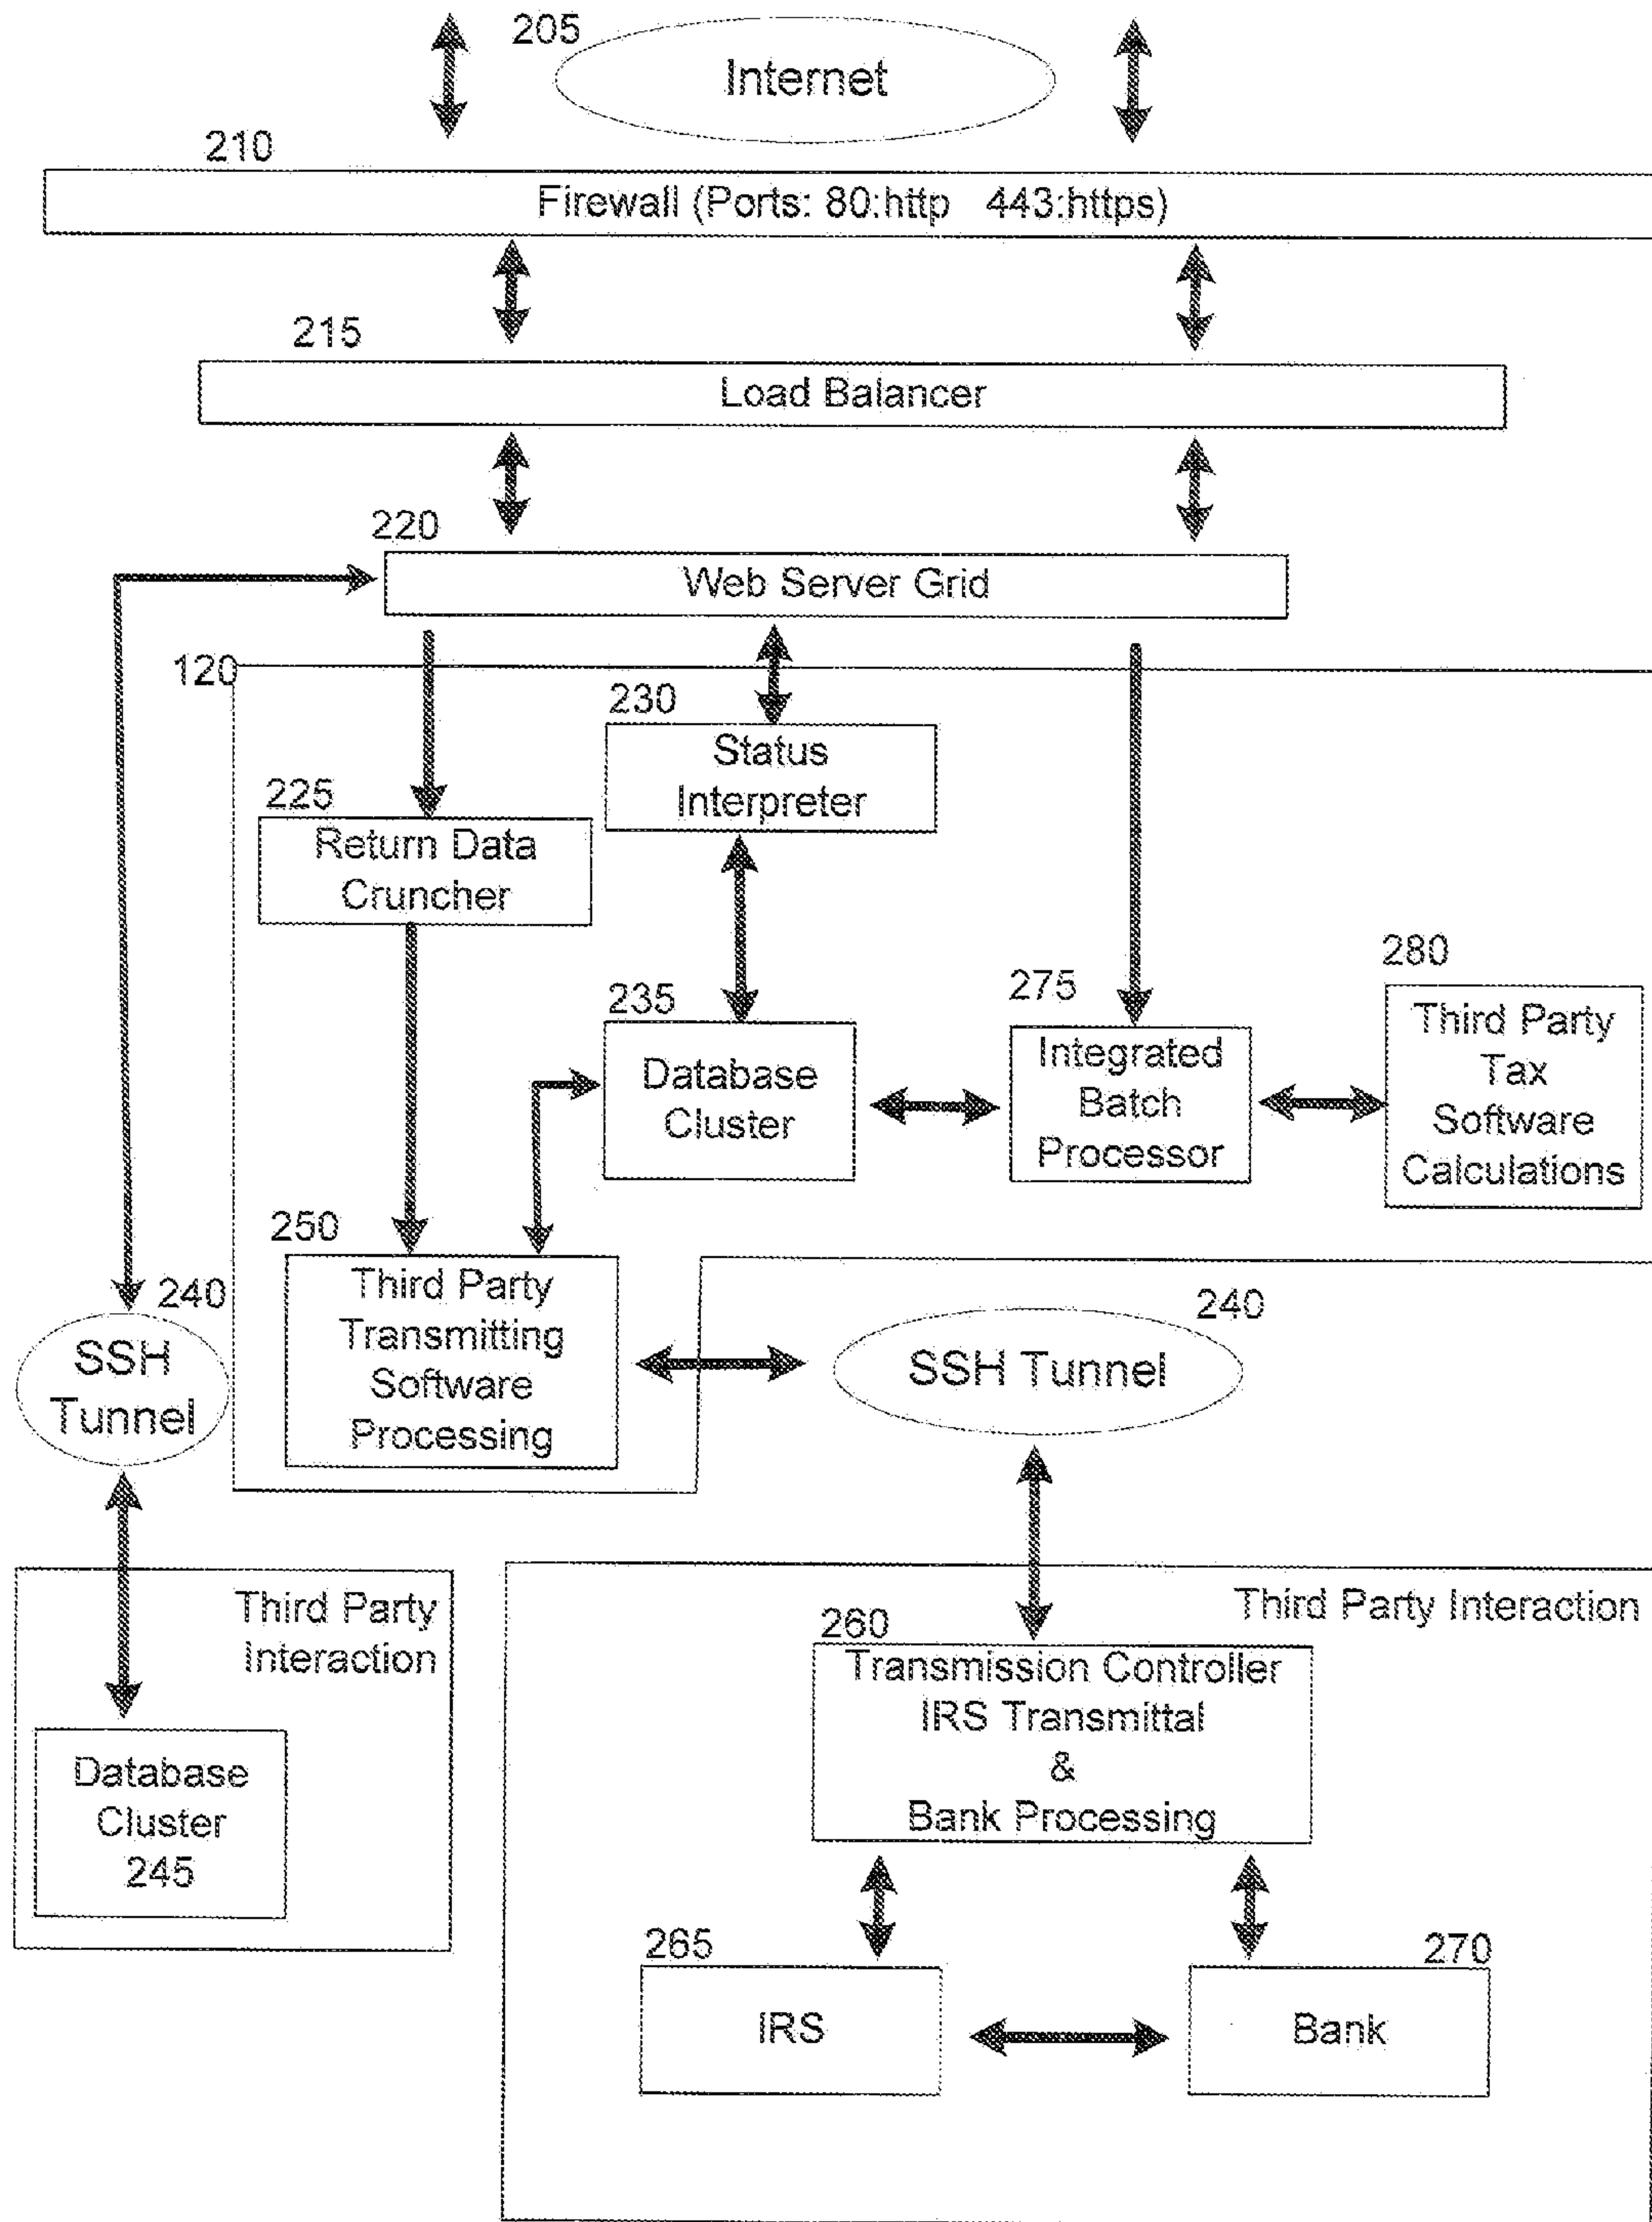 205
Internet
210
Firewall (Ports: 80:http 443:https)
215
Load Balancer
220
Web Server Grid
120
230
Status
Interpreter
225
Return Data
Cruncher
235
Database
Cluster
275
Integrated
Batch
Processor
280
Third Party
Tax
Software
Calculations
250
Third Party
Transmitting
Software
Processing
240
SSH
Tunnel
240
SSH Tunnel
Third Party
Interaction
Database
Cluster
245
Third Party Interaction
260
Transmission Controller
IRS Transmittal
&
Bank Processing
265
IRS
270
Bank